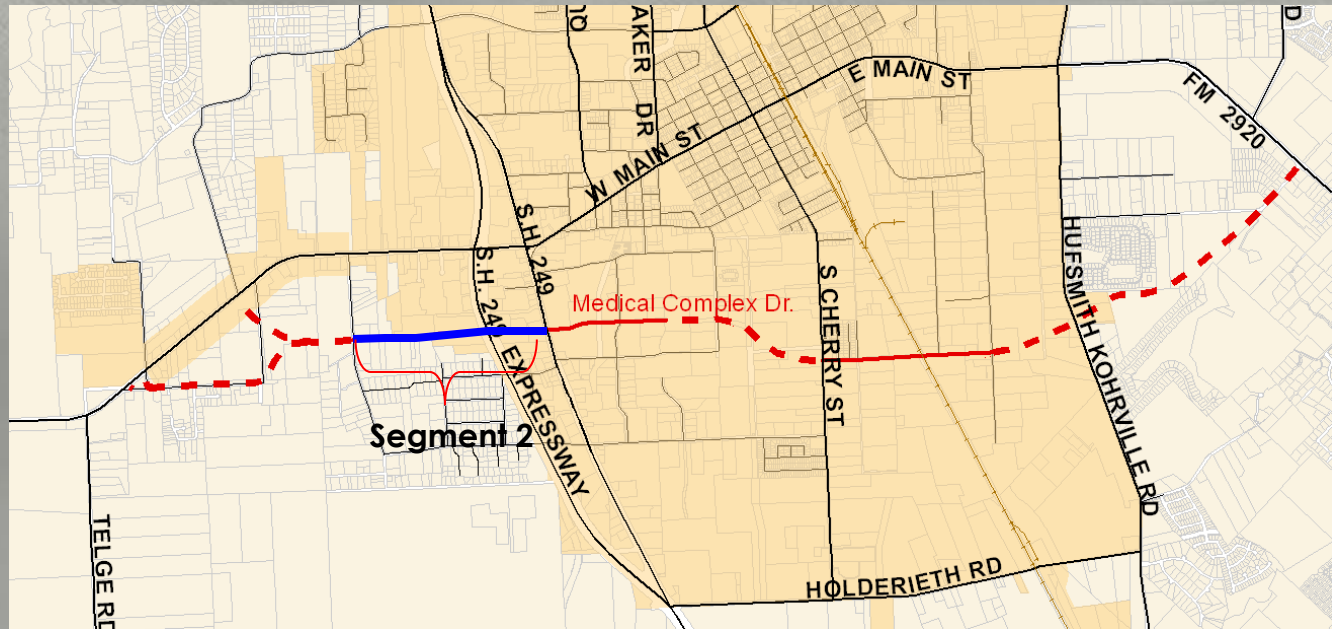 AKER DR
D
E MAIN ST
FM 2920
W MAIN ST
S.H. 249
S.H. 249 EXPRESSWAY
Medical Complex Dr.
S CHERRY ST
HUFSMITH KOHRVILLE RD
Segment 2
TELGE RD
HOLDERIETH RD